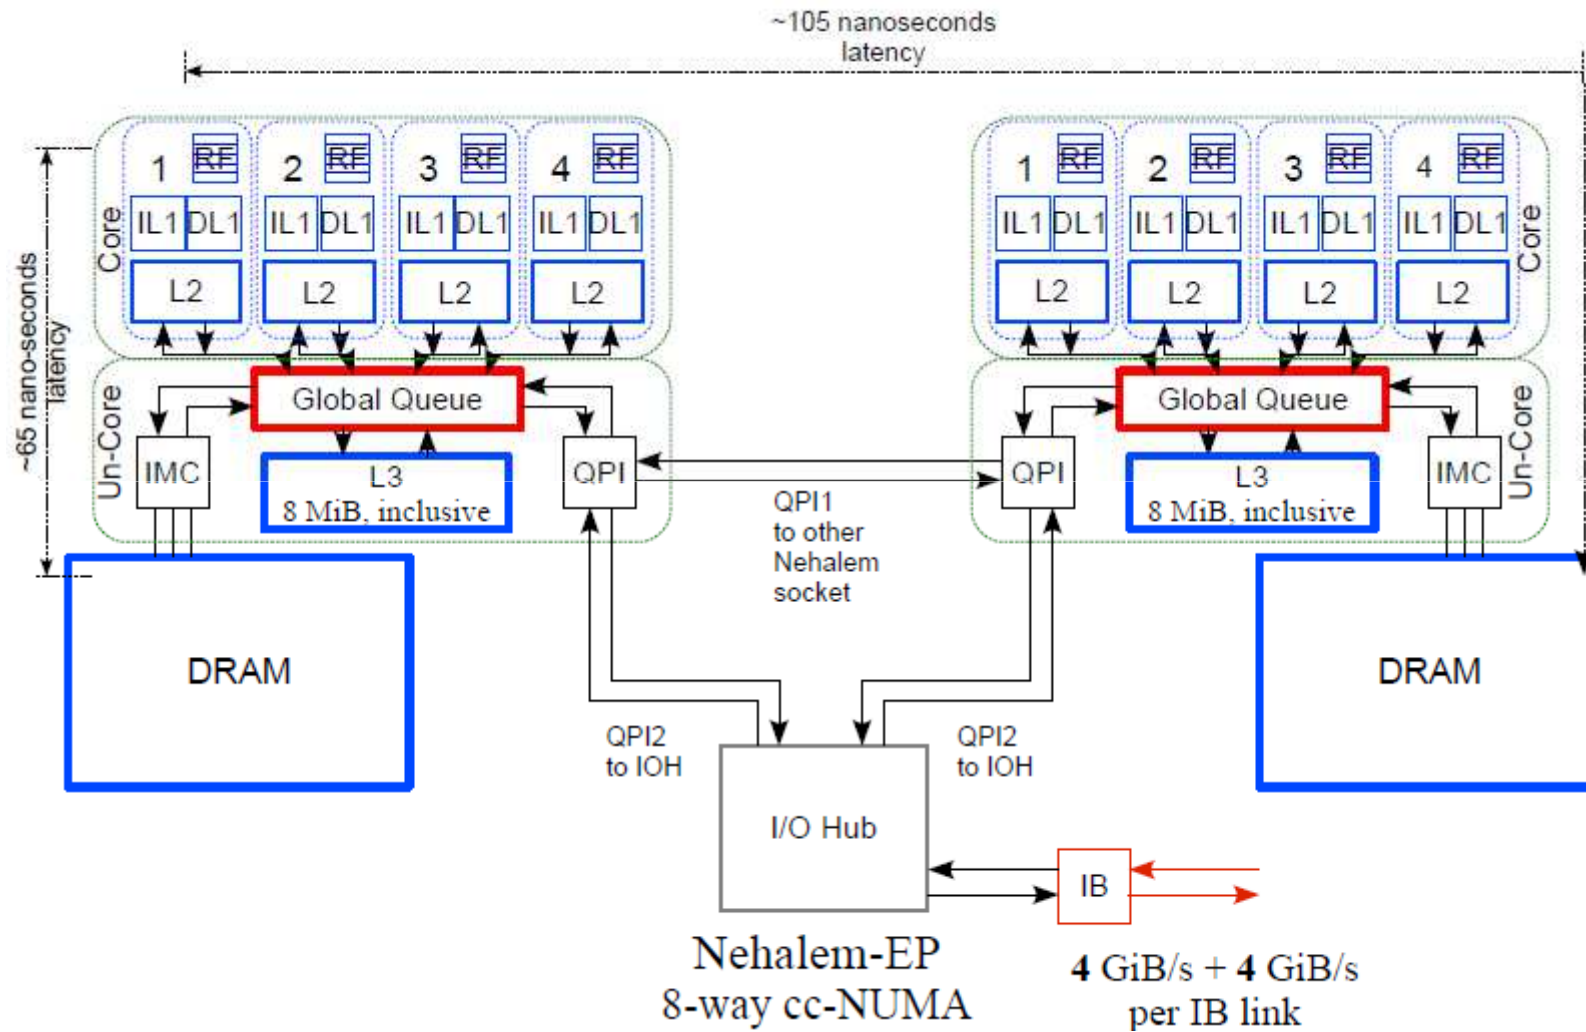 ~105 nanoseconds
latency
~65 nano-seconds
latency
Core
1
RF
IL1
DL1
L2
2
RF
IL1
DL1
L2
3
RF
IL1
DL1
L2
4
RF
IL1
DL1
L2
Un-Core
Global Queue
IMC
L3
8 MiB, inclusive
QPI
DRAM
QPI1
to other
Nehalem
socket
1
RF
IL1
DL1
L2
2
RF
IL1
DL1
L2
3
RF
IL1
DL1
L2
4
RF
IL1
DL1
L2
Core
Global Queue
QPI
L3
8 MiB, inclusive
IMC
Un-Core
DRAM
QPI2
to IOH
QPI2
to IOH
I/O Hub
IB
Nehalem-EP
8-way cc-NUMA
4 GiB/s + 4 GiB/s
per IB link